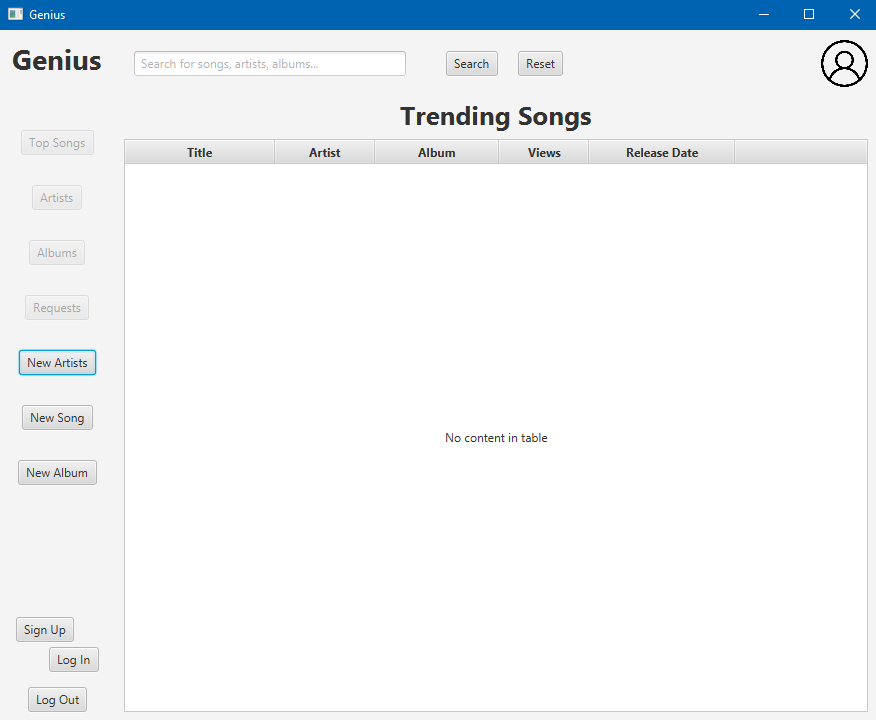 Genius
Genius
Search for songs, artists, albums...
Search
Reset
Trending Songs
Top Songs
Artists
Albums
Requests
New Artists
New Song
New Album
Sign Up
Log In
Log Out
Title Artist Album Views Release Date
No content in table